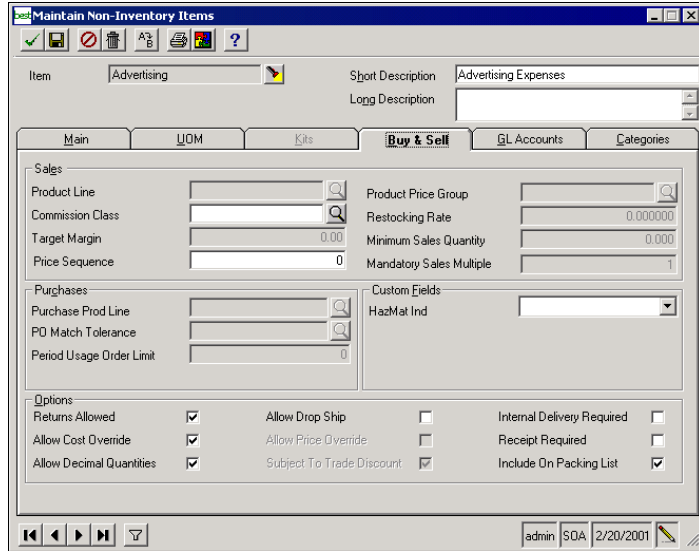 best Maintain Non-Inventory Items
A B ?
Item Advertising Short Description Advertising Expenses
Long Description
Main UOM Kits Buy & Sell GL Accounts Categories
Sales
Product Line Product Price Group
Commission Class Restocking Rate 0.000000
Target Margin 0.00 Minimum Sales Quantity 0.000
Price Sequence 0 Mandatory Sales Multiple 1
Purchases Custom Fields
Purchase Prod Line HazMat Ind
PO Match Tolerance
Period Usage Order Limit 0
Options
Returns Allowed Allow Drop Ship Internal Delivery Required
Allow Cost Override Allow Price Override Receipt Required
Allow Decimal Quantities Subject To Trade Discount Include On Packing List
admin SOA 2/20/2001